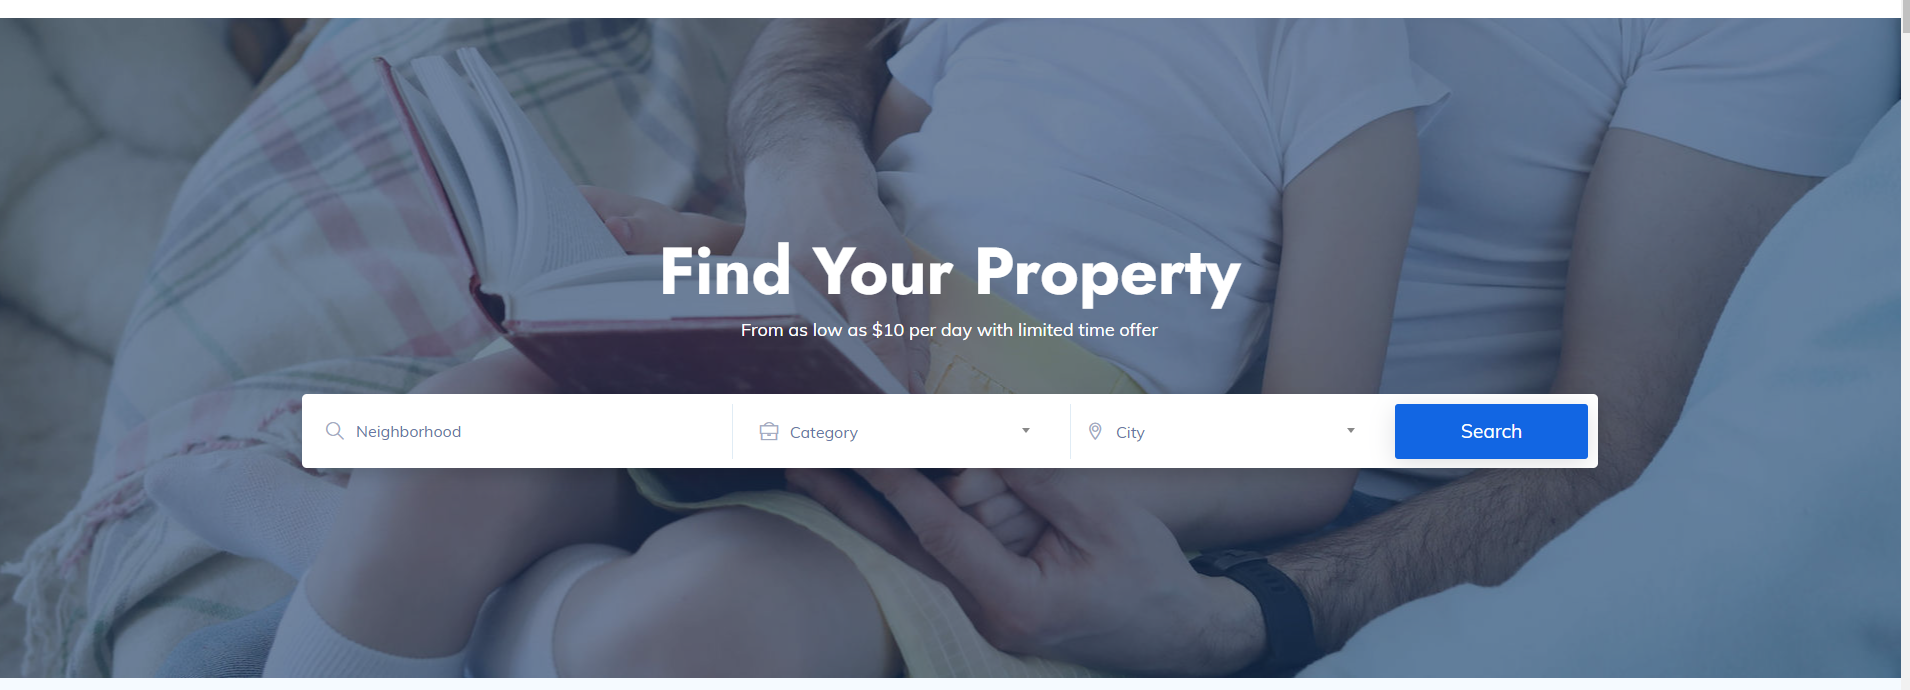 Find Your Property
From as low as $10 per day with limited time offer
Neighborhood
Category
City
Search